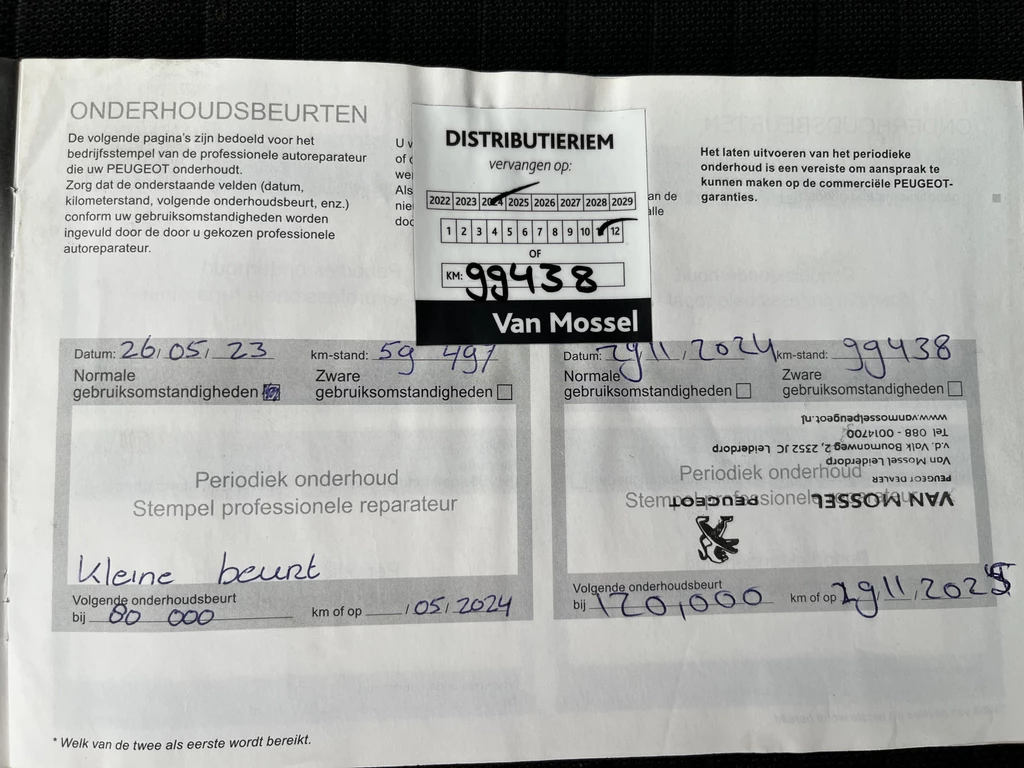 ONDERHOUDSBEURTEN
De volgende pagina's zijn bedoeld voor het
bedrijfsstempel van de professionele autoreparateur
die uw PEUGEOT onderhoudt.
Zorg dat de onderstaande velden (datum,
kilometerstand, volgende onderhoudsbeurt, enz.)
conform uw gebruiksomstandigheden worden
ingevuld door de door u gekozen professionele
autoreparateur.
DISTRIBUTIERIEM
vervangen op:
2022 2023 2024 2025 2026 2027 2028 2029
1 2 3 4 5 6 7 8 9 10 12
OF
KM: 99438
Van Mossel
Het laten uitvoeren van het periodieke
onderhoud is een vereiste om aanspraak te
kunnen maken op de commerciële PEUGEOT-
garanties.
Datum: 26/05/23 km-stand: 59 497
Normale
gebruiksomstandigheden
Zware
gebruiksomstandigheden
Periodiek onderhoud
Stempel professionele reparateur
Kleine beurt
Volgende onderhoudsbeurt
bij 80 000 km of op /05/2024
Datum: 29/11/2024 km-stand: 99438
Normale
gebruiksomstandigheden
Zware
gebruiksomstandigheden
Periodiek onderhoud
Stempel professionele reparateur
VAN MOSSEL PEUGEOT
PEUGEOT DEALER
Van Mossel Leiderdorp
v.d. Valk Boumonweg 2, 2352 JC Leiderdorp
Tel 088 - 0014700
www.vanmosselpeugeot.nl
Volgende onderhoudsbeurt
bij 120,000 km of op 29/11/2025
* Welk van de twee als eerste wordt bereikt.